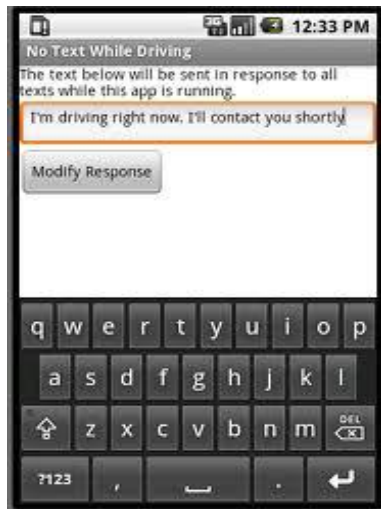 3G 12:33 PM
No Text While Driving
The text below will be sent in response to all
texts while this app is running.
I'm driving right now. I'll contact you shortly
Modify Response
q w e r t y u i o p
a s d f g h j k l
z x c v b n m DEL
?123 , .